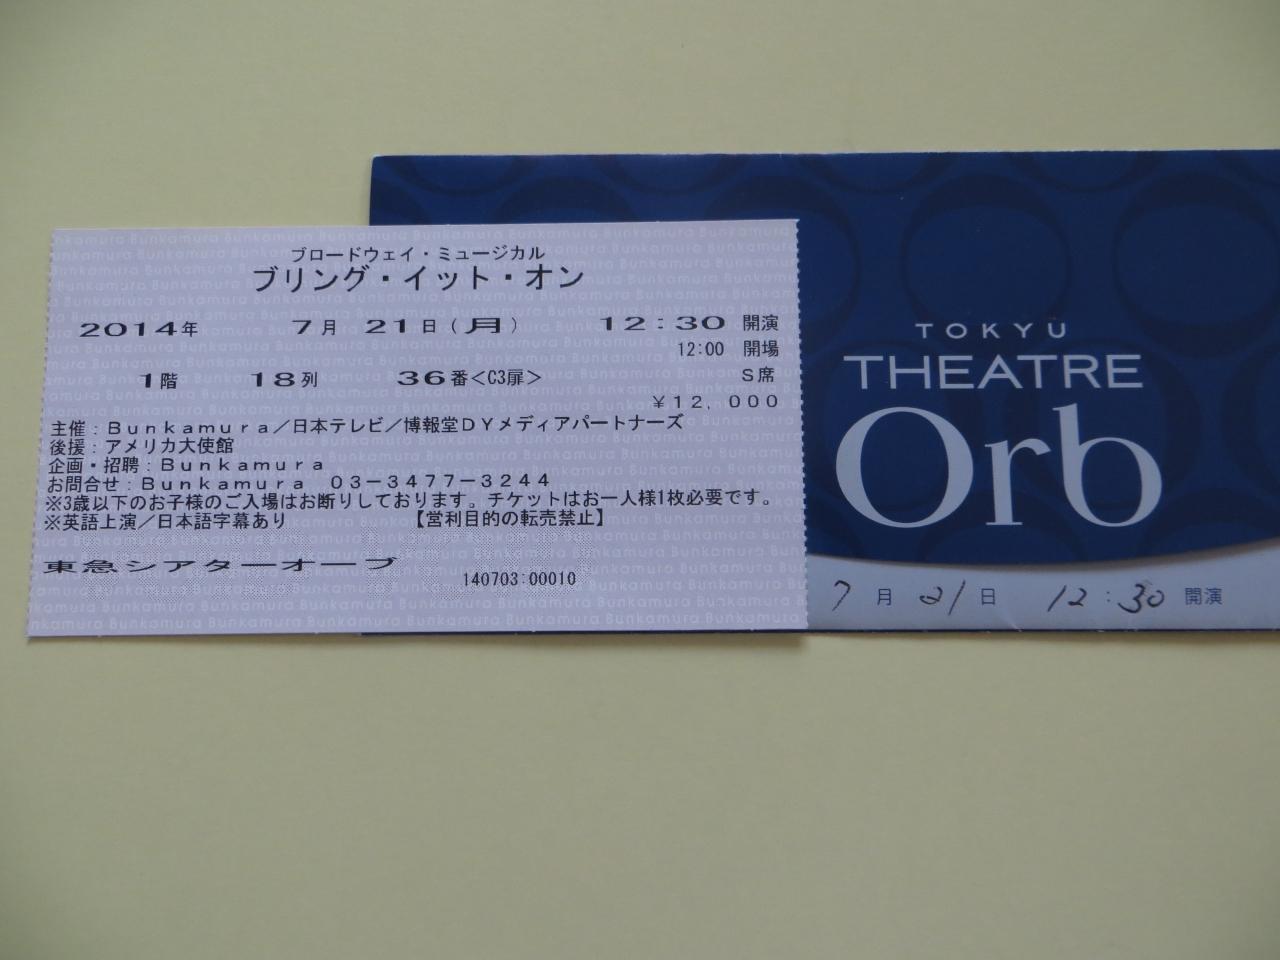 ブロードウェイ・ミュージカル
ブリング・イット・オン
2014年 7月 21日(月) 12:30 開演
12:00 開場
1階 18列 36番<C3扉> S席
¥12,000
主催:Bunkamura/日本テレビ/博報堂DYメディアパートナーズ
後援:アメリカ大使館
企画・招聘:Bunkamura
お問合せ:Bunkamura 03-3477-3244
※3歳以下のお子様のご入場はお断りしております。チケットはお一人様1枚必要です。
※英語上演/日本語字幕あり 【営利目的の転売禁止】
東急シアターオーブ 140703:00010
TOKYU
THEATRE
Orb
7月21日 12:30 開演